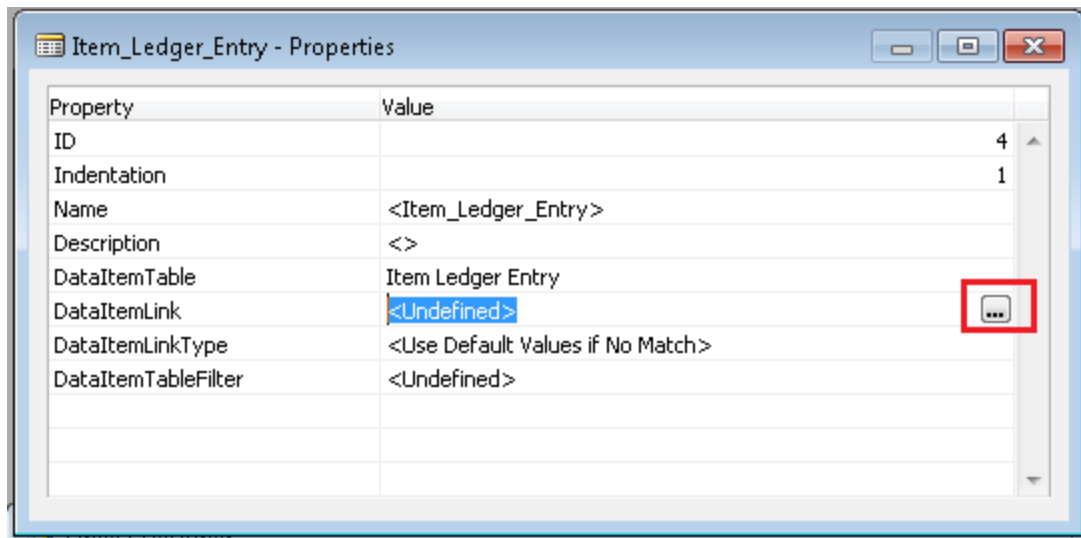 Item_Ledger_Entry - Properties
Property Value
ID 4
Indentation 1
Name <Item_Ledger_Entry>
Description <>
DataItemTable Item Ledger Entry
DataItemLink <Undefined> ...
DataItemLinkType <Use Default Values if No Match>
DataItemTableFilter <Undefined>